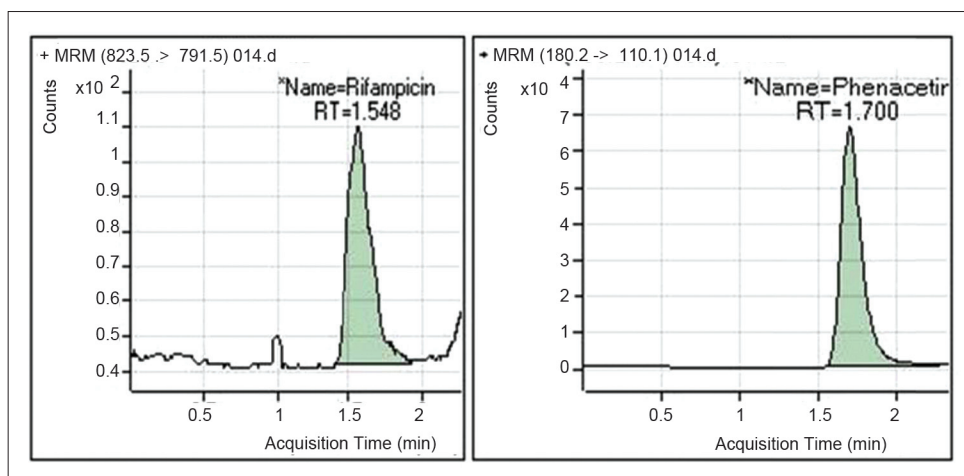 + MRM (823.5 .> 791.5) 014.d
Counts
x10 2
*Name=Rifampicin
RT=1.548
1.1
1
0.9
0.8
0.7
0.6
0.5
0.4
0.5
1
1.5
2
Acquisition Time (min)
+ MRM (180.2 -> 110.1) 014.d
Counts
x10 4
*Name=Phenacetir
RT=1.700
7
6
5
4
3
2
1
0
0.5
1
1.5
2
Acquisition Time (min)